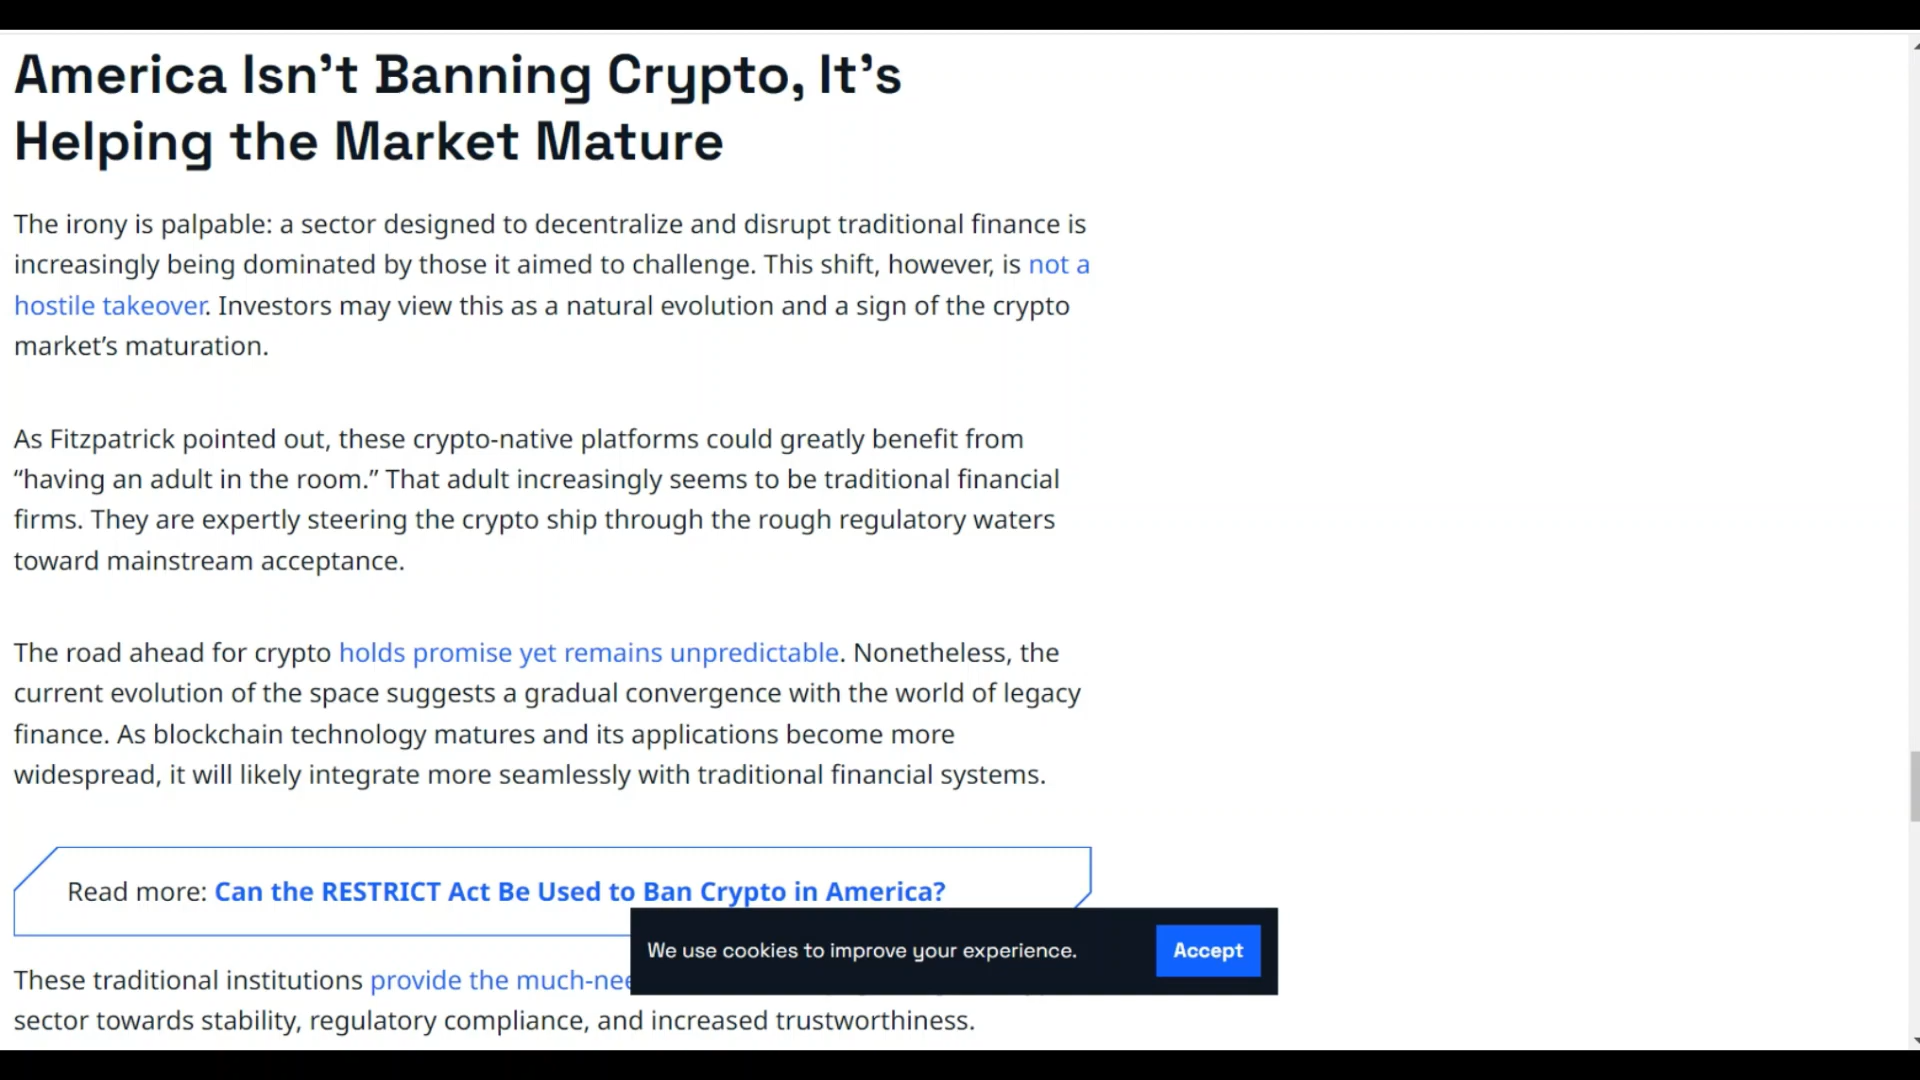 America Isn’t Banning Crypto, It’s
Helping the Market Mature
The irony is palpable: a sector designed to decentralize and disrupt traditional finance is
increasingly being dominated by those it aimed to challenge. This shift, however, is not a
hostile takeover. Investors may view this as a natural evolution and a sign of the crypto
market’s maturation.
As Fitzpatrick pointed out, these crypto-native platforms could greatly benefit from
“having an adult in the room.” That adult increasingly seems to be traditional financial
firms. They are expertly steering the crypto ship through the rough regulatory waters
toward mainstream acceptance.
The road ahead for crypto holds promise yet remains unpredictable. Nonetheless, the
current evolution of the space suggests a gradual convergence with the world of legacy
finance. As blockchain technology matures and its applications become more
widespread, it will likely integrate more seamlessly with traditional financial systems.
Read more: Can the RESTRICT Act Be Used to Ban Crypto in America?
We use cookies to improve your experience.
Accept
These traditional institutions provide the
sector towards stability, regulatory compliance, and increased trustworthiness.